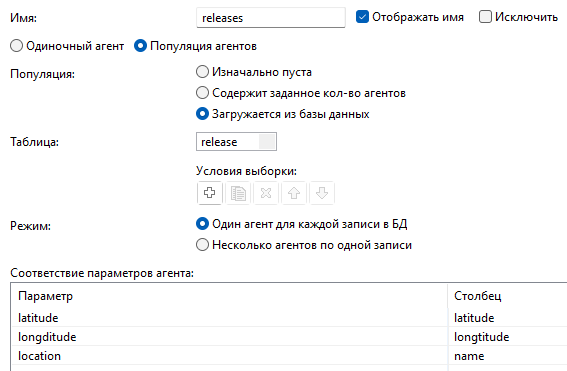 Имя: releases Отображать имя Исключить
Одиночный агент Популяция агентов
Популяция: Изначально пуста
Содержит заданное кол-во агентов
Загружается из базы данных
Таблица: release
Условия выборки:
Режим: Один агент для каждой записи в БД
Несколько агентов по одной записи
Соответствие параметров агента:
Параметр Столбец
latitude latitude
longditude longtitude
location name